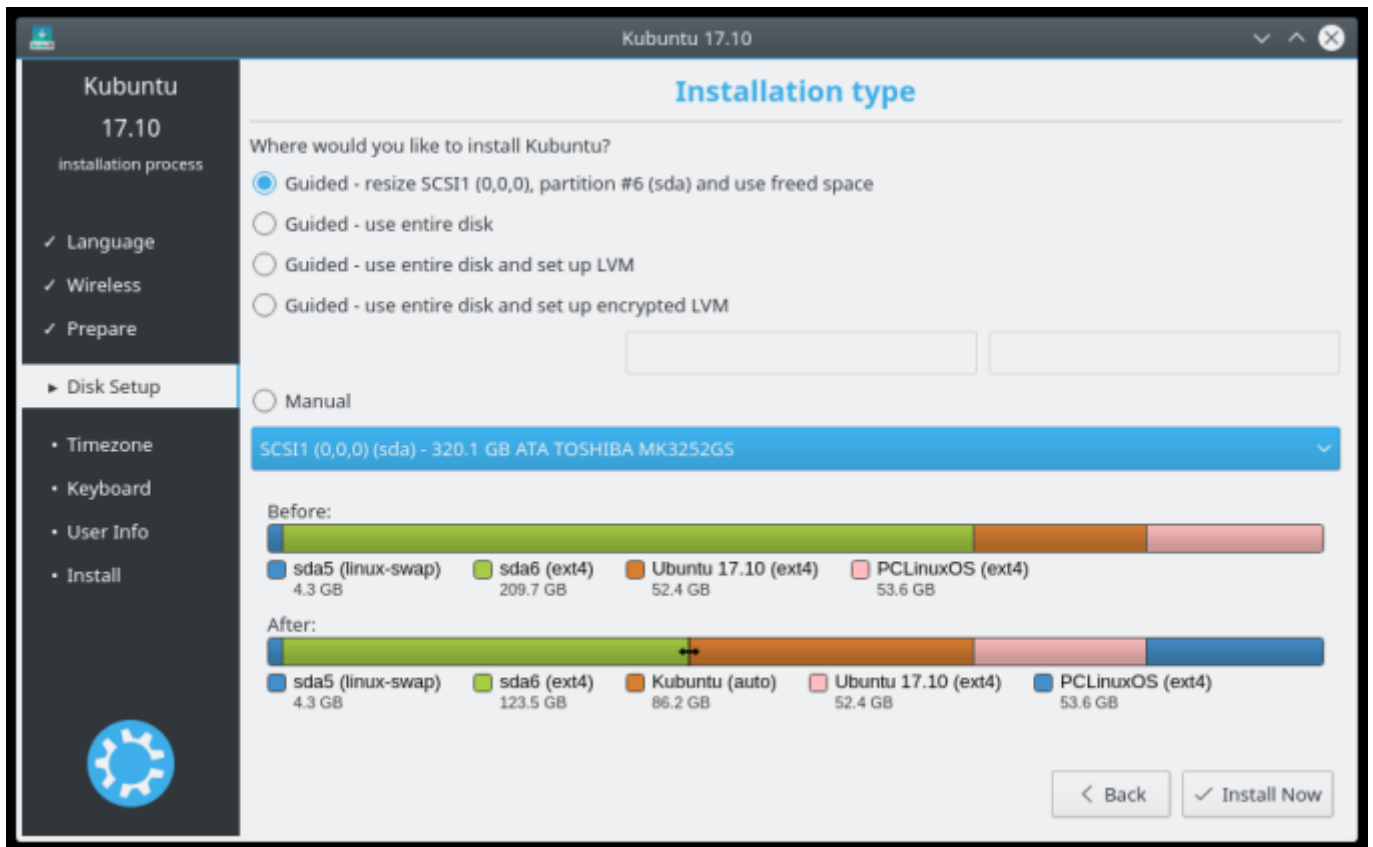 Kubuntu 17.10
Kubuntu
17.10
installation process
✓ Language
✓ Wireless
✓ Prepare
▸ Disk Setup
• Timezone
• Keyboard
• User Info
• Install
Installation type
Where would you like to install Kubuntu?
Guided - resize SCSI1 (0,0,0), partition #6 (sda) and use freed space
Guided - use entire disk
Guided - use entire disk and set up LVM
Guided - use entire disk and set up encrypted LVM
Manual
SCSI1 (0,0,0) (sda) - 320.1 GB ATA TOSHIBA MK3252GS
Before:
sda5 (linux-swap) sda6 (ext4) Ubuntu 17.10 (ext4) PCLinuxOS (ext4)
4.3 GB 209.7 GB 52.4 GB 53.6 GB
After:
sda5 (linux-swap) sda6 (ext4) Kubuntu (auto) Ubuntu 17.10 (ext4) PCLinuxOS (ext4)
4.3 GB 123.5 GB 86.2 GB 52.4 GB 53.6 GB
Back Install Now